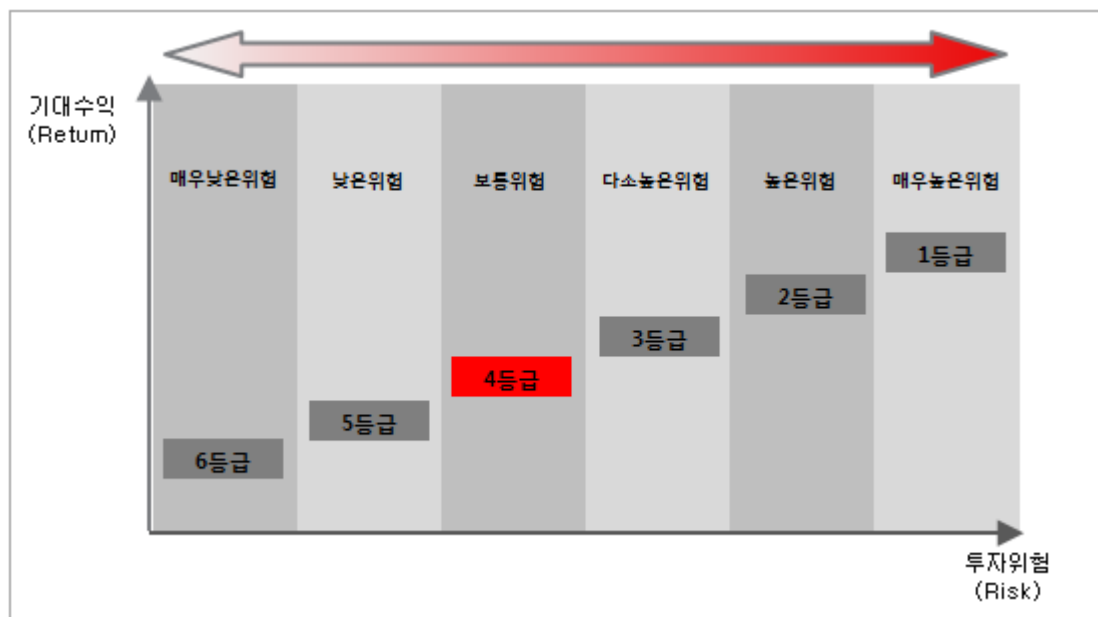 기대수익
(Retum)
매우낮은위험
낮은위험
보통위험
다소높은위험
높은위험
매우높은위험
1등급
2등급
3등급
4등급
5등급
6등급
투자위험
(Risk)